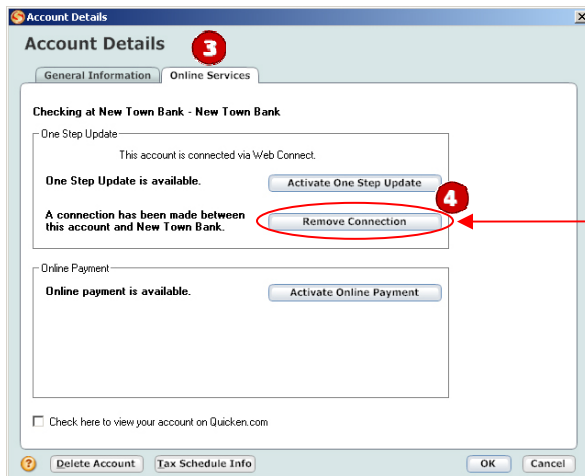 Account Details
Account Details
3
General Information
Online Services
Checking at New Town Bank - New Town Bank
One Step Update
This account is connected via Web Connect.
One Step Update is available.
Activate One Step Update
4
A connection has been made between
this account and New Town Bank.
Remove Connection
Online Payment
Online payment is available.
Activate Online Payment
Check here to view your account on Quicken.com
?
Delete Account
Tax Schedule Info
OK
Cancel